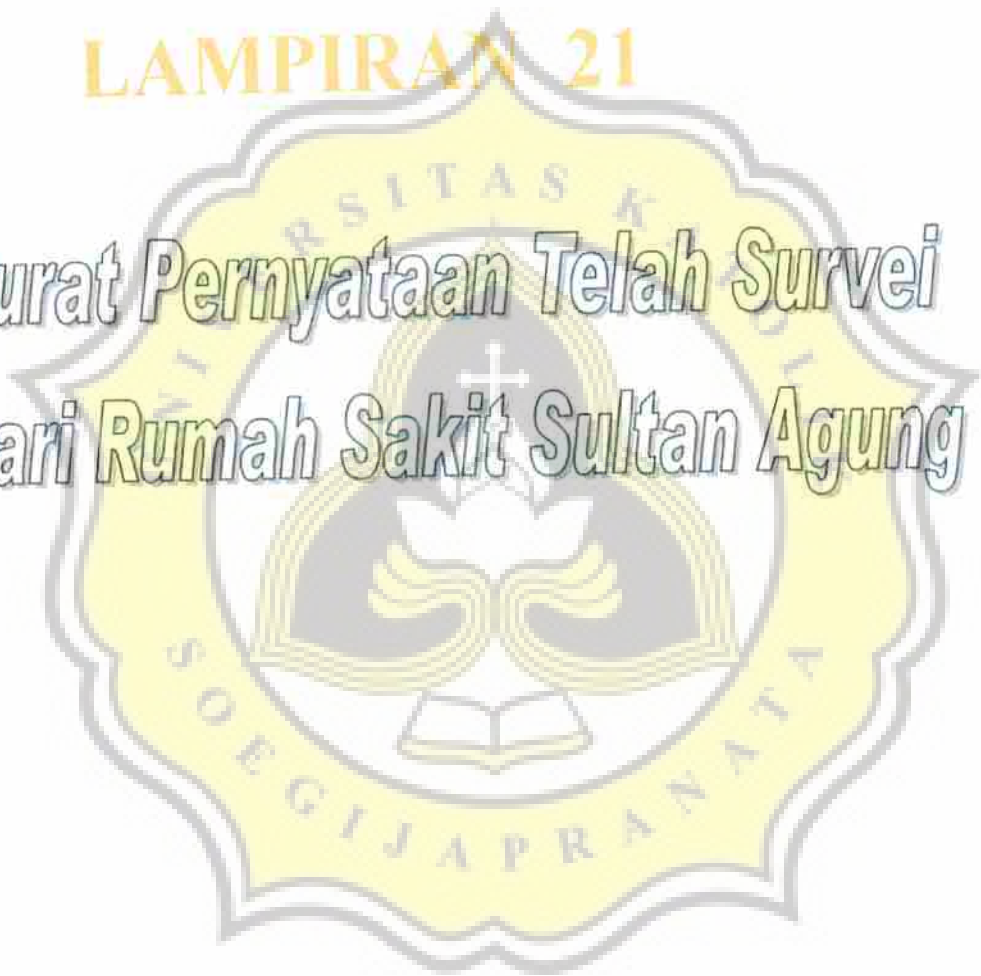 LAMPIRAN 21
urat Pernyataan Telah Survei
ari Rumah Sakit Sultan Agung
SOEGIJAPRANATA